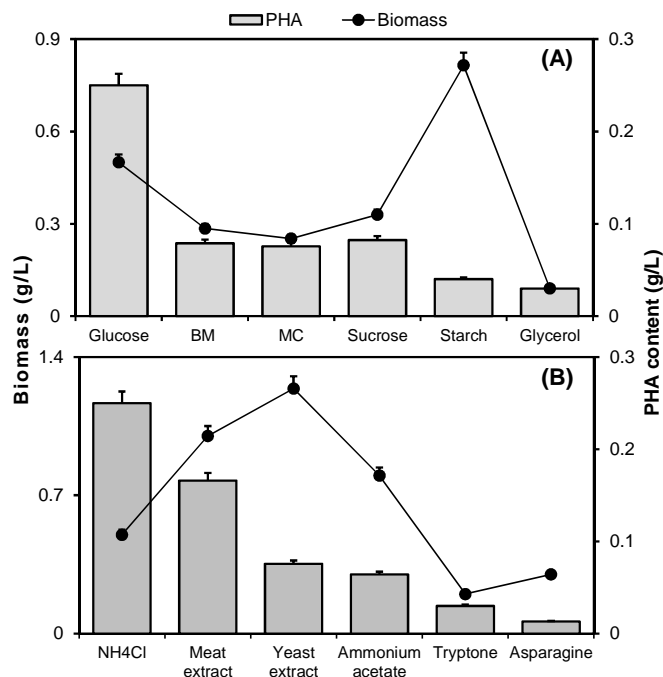 PHA Biomass
0.9 0.3
(A)
0.6 0.2
0.3 0.1
0 0
Glucose BM MC Sucrose Starch Glycerol
Biomass (g/L)
PHA content (g/L)
1.4 0.3
(B)
0.2
0.7
0.1
0 0
NH4Cl Meat extract Yeast extract Ammonium acetate Tryptone Asparagine